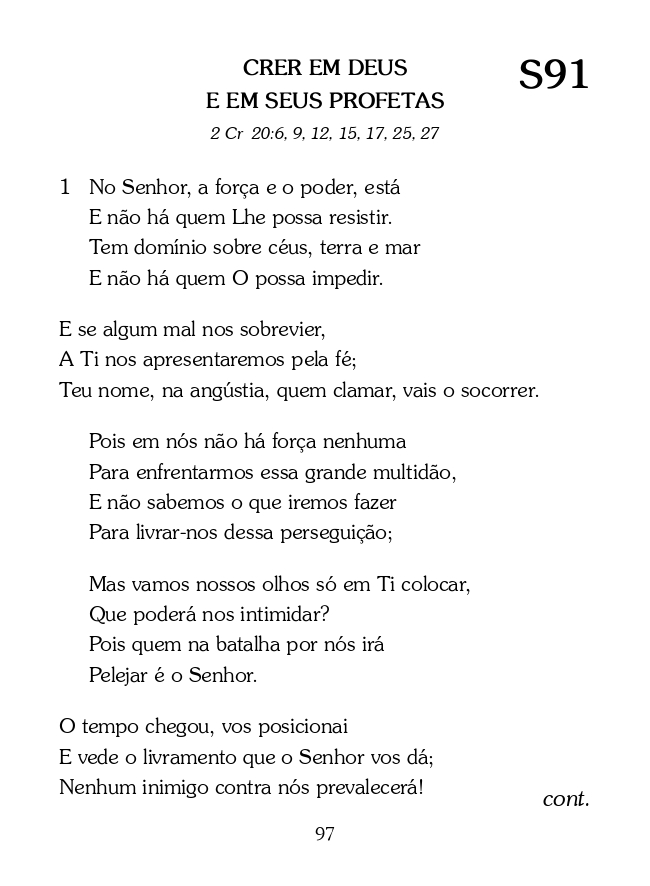 CRER EM DEUS
E EM SEUS PROFETAS
S91
2 Cr 20:6, 9, 12, 15, 17, 25, 27
1 No Senhor, a força e o poder, está
E não há quem Lhe possa resistir.
Tem domínio sobre céus, terra e mar
E não há quem O possa impedir.
E se algum mal nos sobrevier,
A Ti nos apresentaremos pela fé;
Teu nome, na angústia, quem clamar, vais o socorrer.
Pois em nós não há força nenhuma
Para enfrentarmos essa grande multidão,
E não sabemos o que iremos fazer
Para livrar-nos dessa perseguição;
Mas vamos nossos olhos só em Ti colocar,
Que poderá nos intimidar?
Pois quem na batalha por nós irá
Pelejar é o Senhor.
O tempo chegou, vos posicionai
E vede o livramento que o Senhor vos dá;
Nenhum inimigo contra nós prevalecerá!
cont.
97